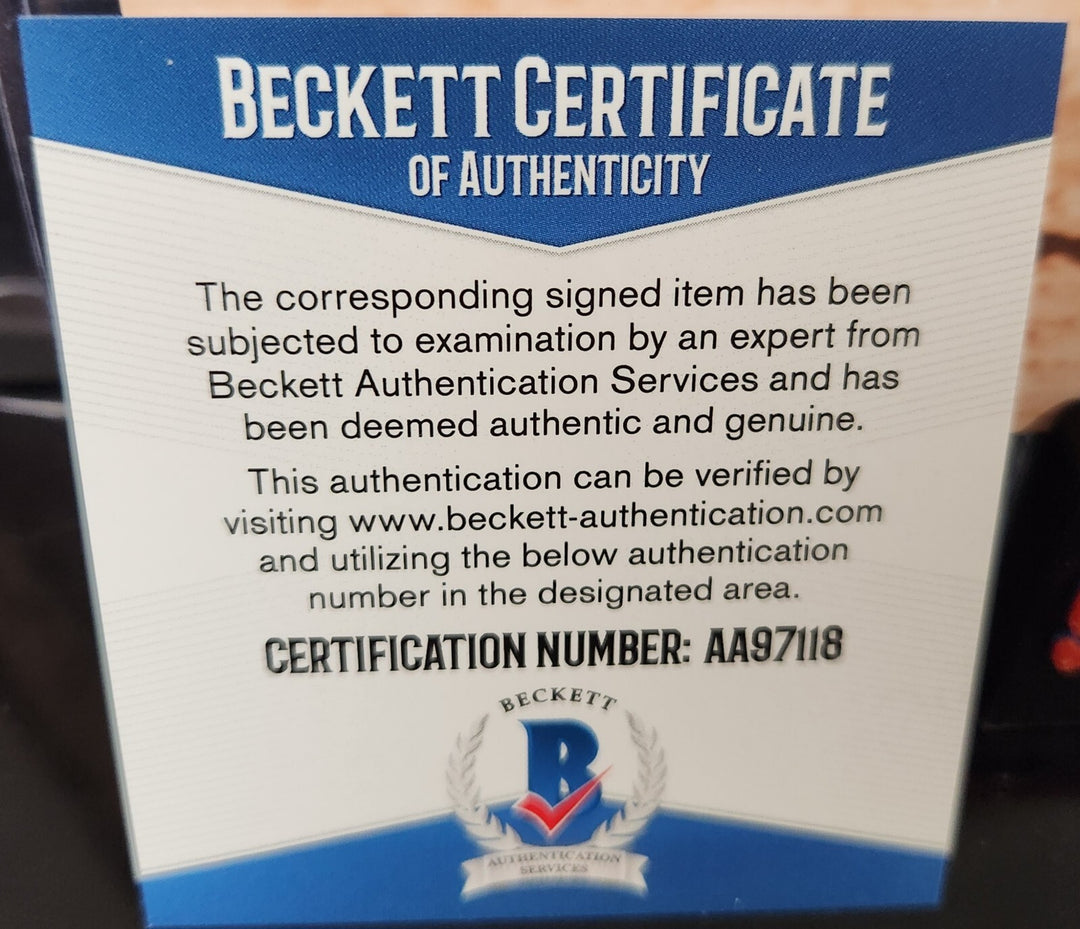 BECKETT CERTIFICATE
OF AUTHENTICITY
The corresponding signed item has been
subjected to examination by an expert from
Beckett Authentication Services and has
been deemed authentic and genuine.
This authentication can be verified by
visiting www.beckett-authentication.com
and utilizing the below authentication
number in the designated area.
CERTIFICATION NUMBER: AA97118
BECKETT
B
AUTHENTICATION
SERVICES